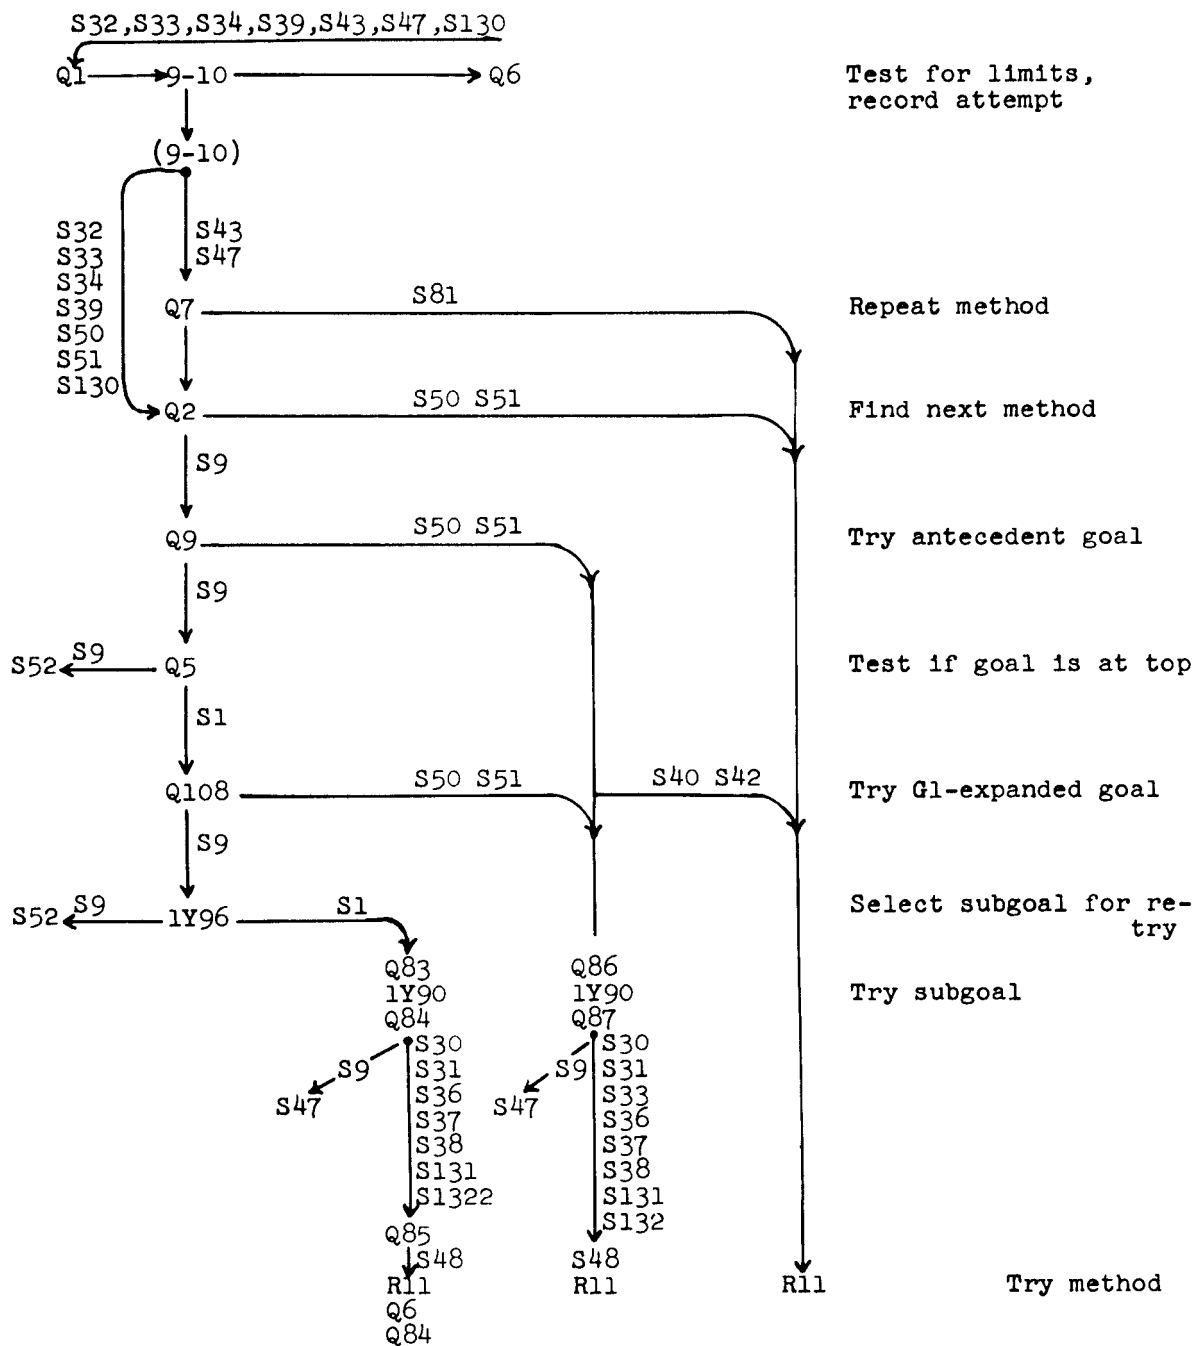 S32,S33,S34,S39,S43,S47,S130
Q1 9-10 Q6 Test for limits,
record attempt
(9-10)
S32 S43
S33 S47
S34
S39 Q7 S81 Repeat method
S50
S51
S130
Q2 S50 S51 Find next method
S9
Q9 S50 S51 Try antecedent goal
S9
S52 S9 Q5 Test if goal is at top
S1
Q108 S50 S51 S40 S42 Try G1-expanded goal
S9
S52 S9 1Y96 S1 Select subgoal for re-
try
Q83 Q86
1Y90 1Y90 Try subgoal
Q84 Q87
S30 S30
S9 S31 S9 S31
S47 S36 S47 S33
S37 S36
S38 S37
S131 S38
S1322 S131
S132
Q85
S48 S48
R11 R11 R11 Try method
Q6
Q84